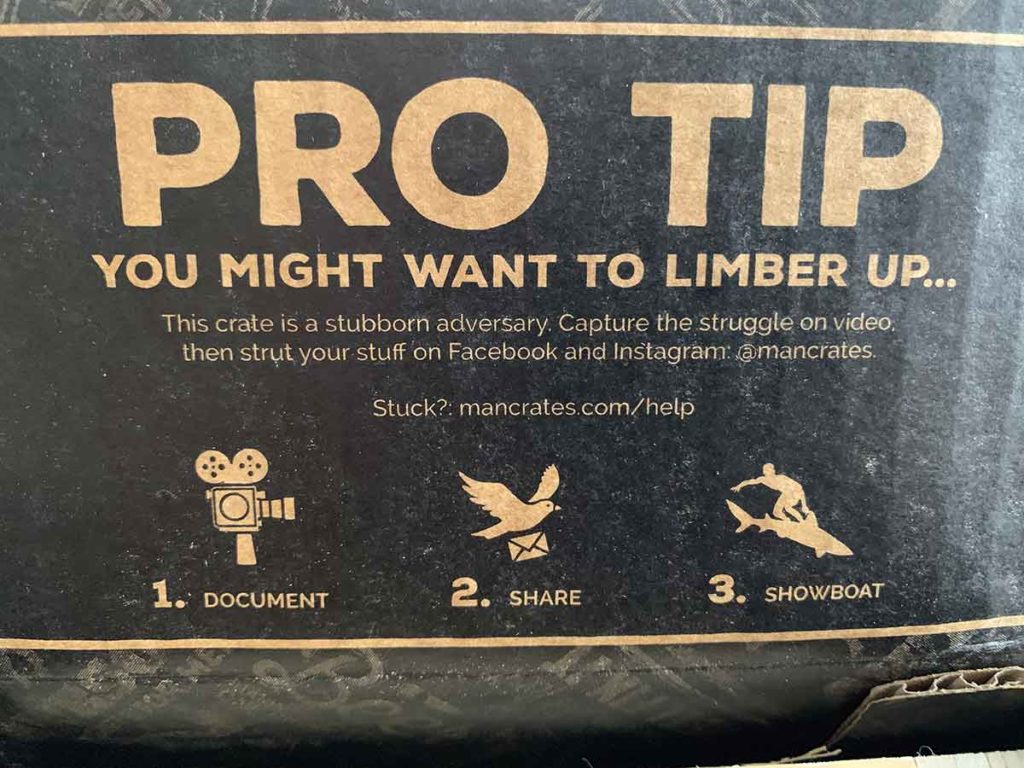 PRO TIP
YOU MIGHT WANT TO LIMBER UP...
This crate is a stubborn adversary. Capture the struggle on video,
then strut your stuff on Facebook and Instagram: @mancrates.
Stuck?: mancrates.com/help
1. DOCUMENT
2. SHARE
3. SHOWBOAT